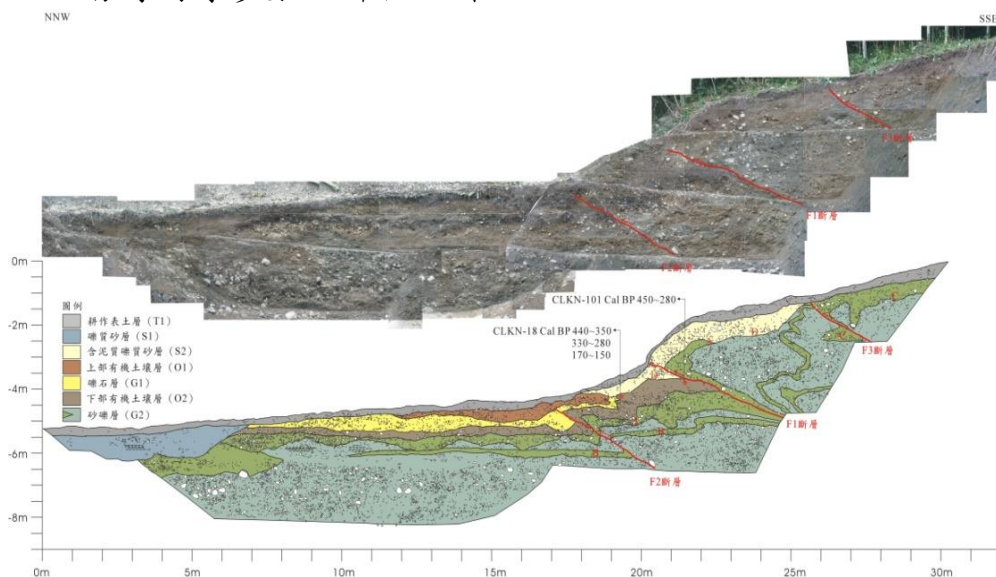 NNW
SSE
F3斷層
F1斷層
F2斷層
0m
-2m
-4m
-6m
-8m
圖例
耕作表土層 (T1)
礫質砂層 (S1)
含泥質礫質砂層 (S2)
上部有機土壤層 (O1)
礫石層 (G1)
下部有機土壤層 (O2)
砂礫層 (G2)
CLKN-101 Cal BP 450~280
CLKN-18 Cal BP 440~350
330~280
170~150
F3斷層
F1斷層
F2斷層
0m
5m
10m
15m
20m
25m
30m